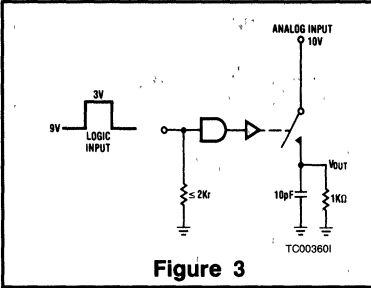 ANALOG INPUT
10V
3V
9V
LOGIC
INPUT
VOUT
≤ 2Kr
10pF
1KΩ
TC00360I
Figure 3